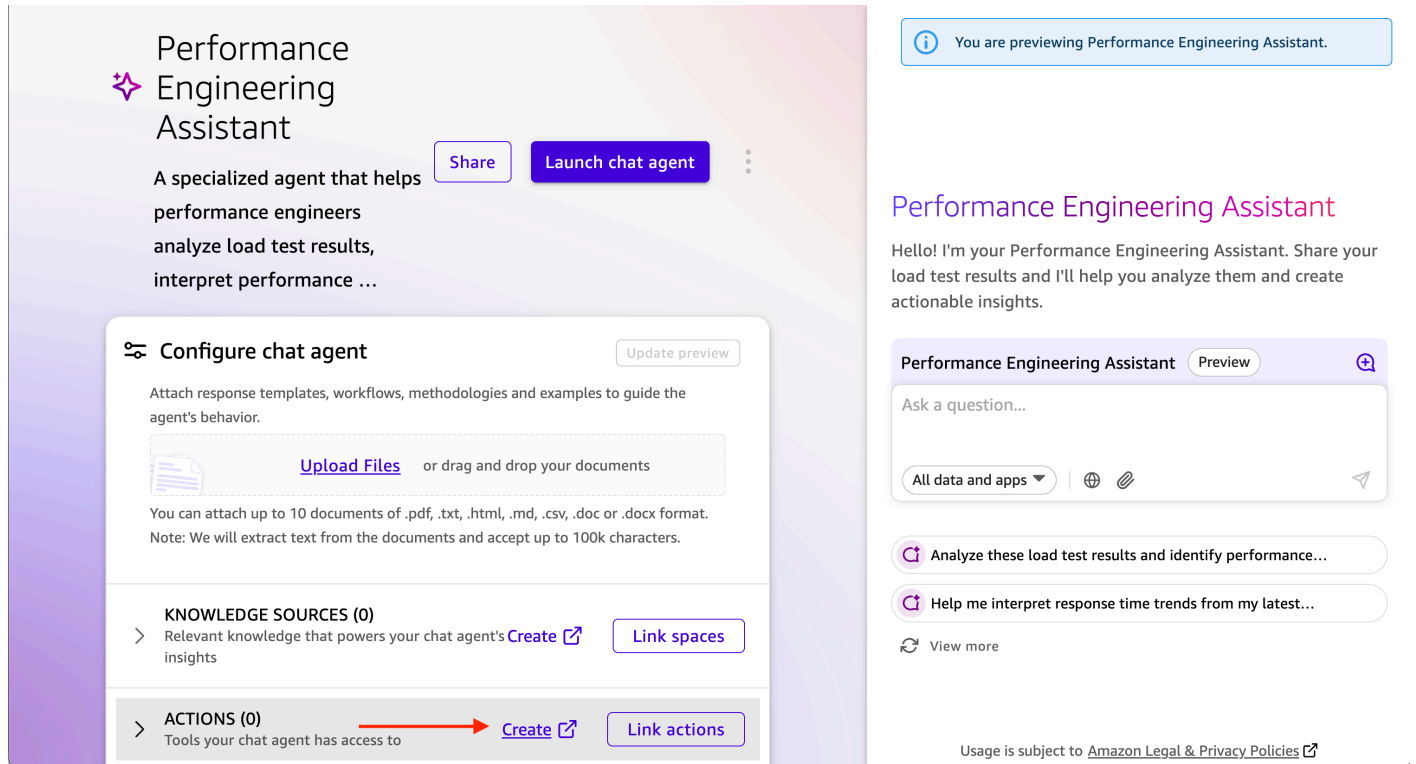 Performance
Engineering
Assistant
A specialized agent that helps
performance engineers
analyze load test results,
interpret performance ...
Share
Launch chat agent
Configure chat agent
Update preview
Attach response templates, workflows, methodologies and examples to guide the
agent's behavior.
Upload Files or drag and drop your documents
You can attach up to 10 documents of .pdf, .txt, .html, .md, .csv, .doc or .docx format.
Note: We will extract text from the documents and accept up to 100k characters.
KNOWLEDGE SOURCES (0)
Relevant knowledge that powers your chat agent's
insights
Create
Link spaces
ACTIONS (0)
Tools your chat agent has access to
Create
Link actions
You are previewing Performance Engineering Assistant.
Performance Engineering Assistant
Hello! I'm your Performance Engineering Assistant. Share your
load test results and I'll help you analyze them and create
actionable insights.
Performance Engineering Assistant Preview
Ask a question...
All data and apps
Analyze these load test results and identify performance...
Help me interpret response time trends from my latest...
View more
Usage is subject to Amazon Legal & Privacy Policies